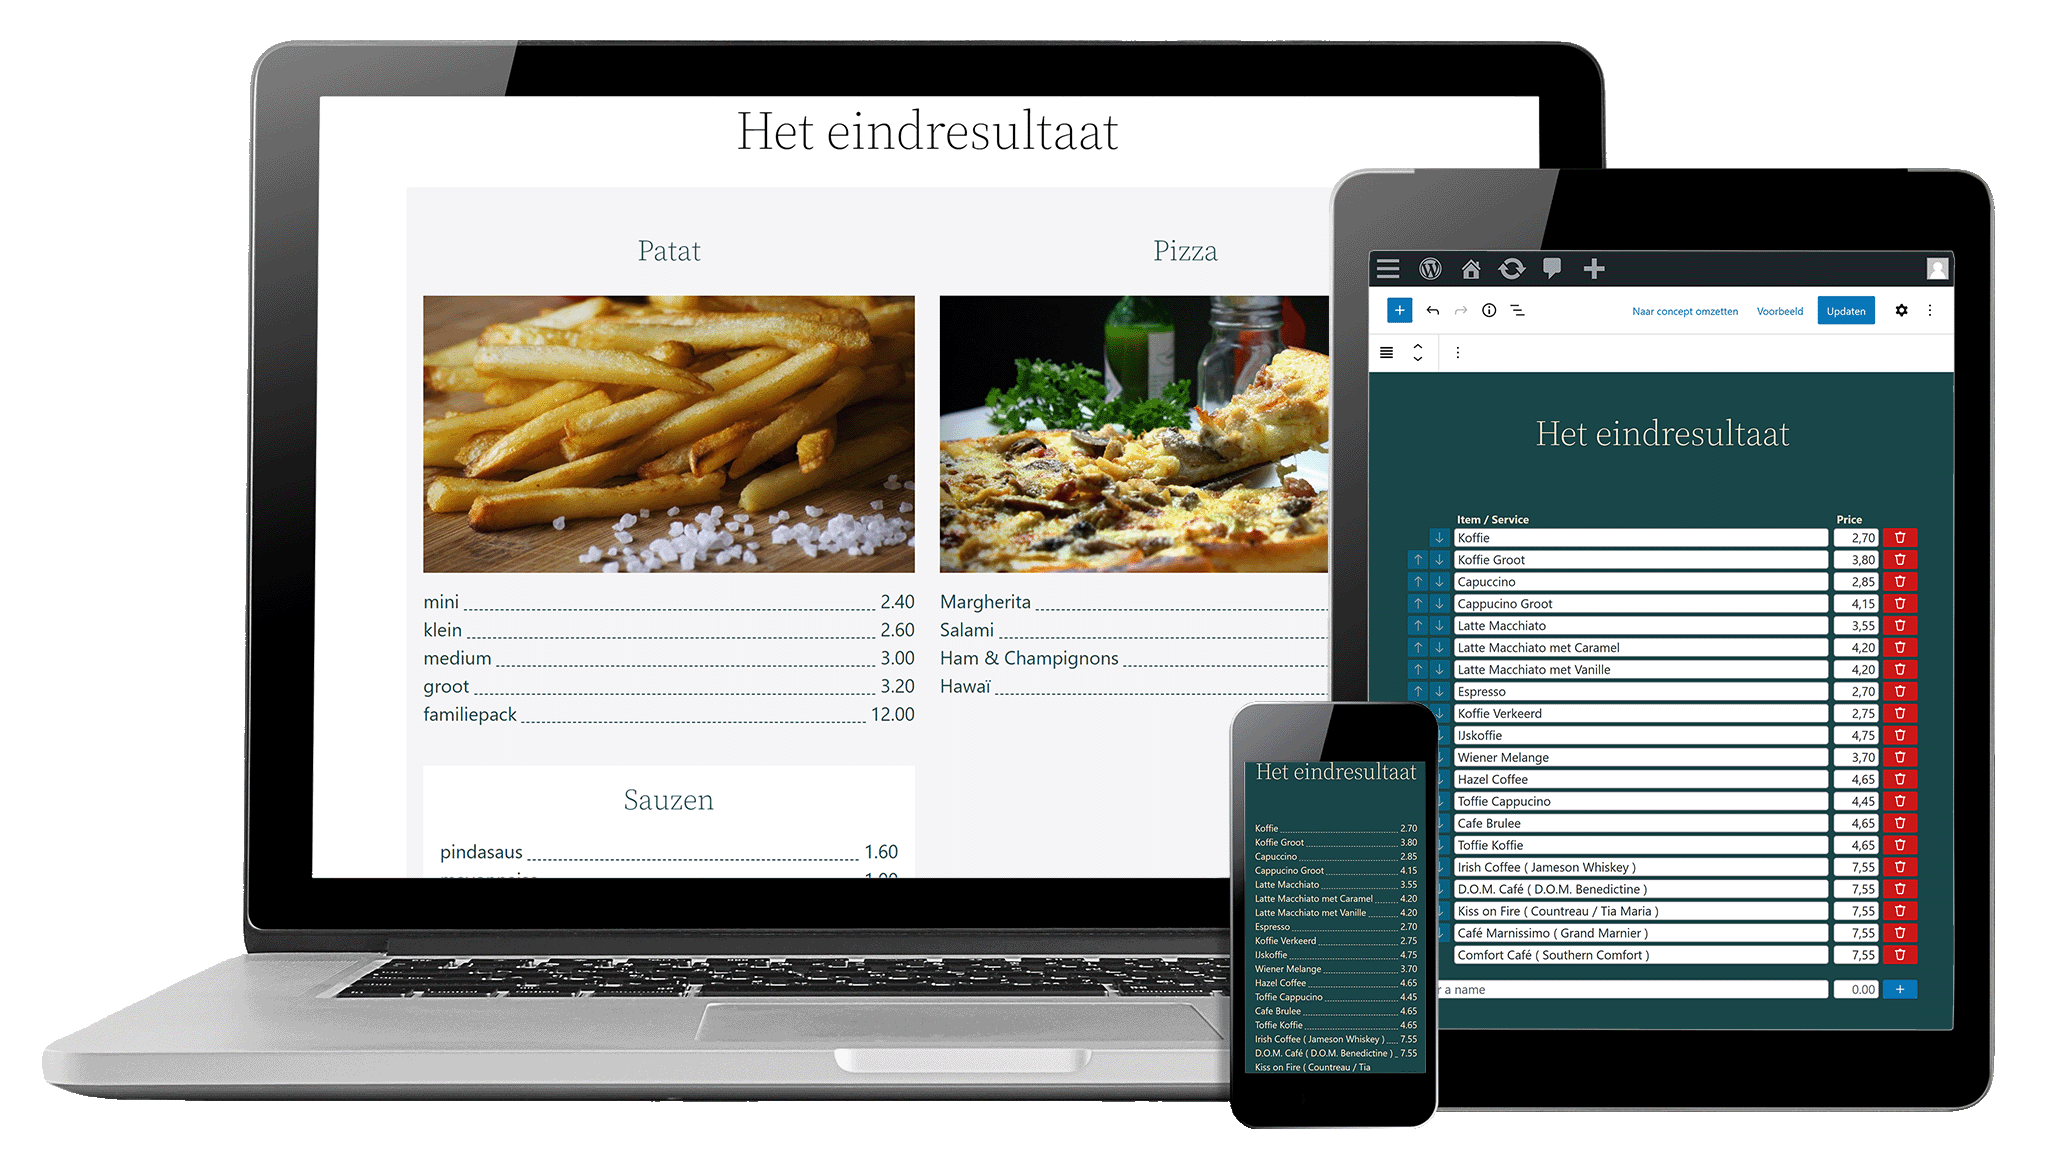 Het eindresultaat
Patat
mini 2.40
klein 2.60
medium 3.00
groot 3.20
familiepack 12.00
Pizza
Margherita
Salami
Ham & Champignons
Hawaï
Sauzen
pindasaus 1.60
Naar concept omzetten Voorbeeld Updaten
Het eindresultaat
Item / Service Price
Koffie 2,70
Koffie Groot 3,80
Capuccino 2,85
Cappucino Groot 4,15
Latte Macchiato 3,55
Latte Macchiato met Caramel 4,20
Latte Macchiato met Vanille 4,20
Espresso 2,70
Koffie Verkeerd 2,75
IJskoffie 4,75
Wiener Melange 3,70
Hazel Coffee 4,65
Toffie Cappucino 4,45
Cafe Brulee 4,65
Toffie Koffie 4,65
Irish Coffee ( Jameson Whiskey ) 7,55
D.O.M. Café ( D.O.M. Benedictine ) 7,55
Kiss on Fire ( Countreau / Tia Maria ) 7,55
Café Marnissimo ( Grand Marnier ) 7,55
Comfort Café ( Southern Comfort ) 7,55
r a name 0.00
Het eindresultaat
Koffie 2.70
Koffie Groot 3.80
Capuccino 2.85
Cappucino Groot 4.15
Latte Macchiato 3.55
Latte Macchiato met Caramel 4.20
Latte Macchiato met Vanille 4.20
Espresso 2.70
Koffie Verkeerd 2.75
IJskoffie 4.75
Wiener Melange 3.70
Hazel Coffee 4.65
Toffie Cappucino 4.45
Cafe Brulee 4.65
Toffie Koffie 4.65
Irish Coffee ( Jameson Whiskey ) 7.55
D.O.M. Café ( D.O.M. Benedictine ) 7.55
Kiss on Fire ( Countreau / Tia